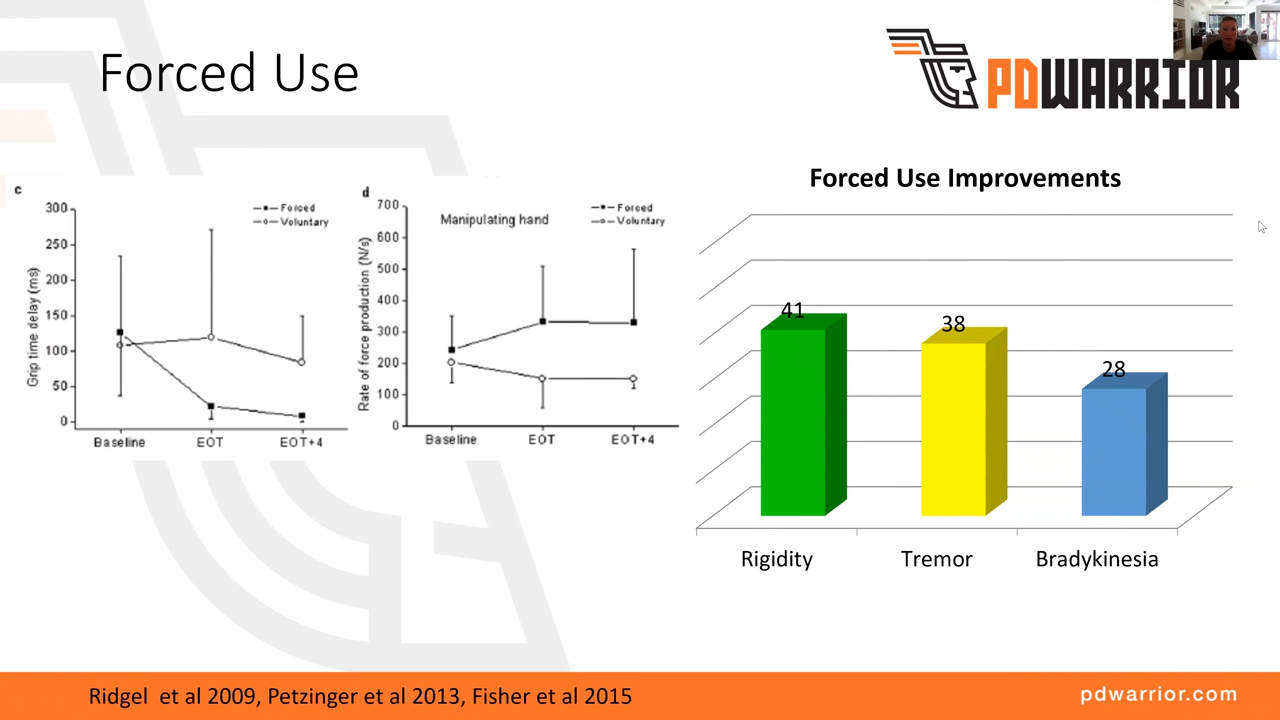 Forced Use
PDWARRIOR
c
300
250
200
150
100
50
0
Grip time delay (ms)
Forced
Voluntary
Baseline
EOT
EOT+4
d
700
600
500
400
300
200
100
0
Rate of force production (N/s)
Manipulating hand
Forced
Voluntary
Baseline
EOT
EOT+4
Forced Use Improvements
41
38
28
Rigidity
Tremor
Bradykinesia
Ridgel et al 2009, Petzinger et al 2013, Fisher et al 2015
pdwarrior.com